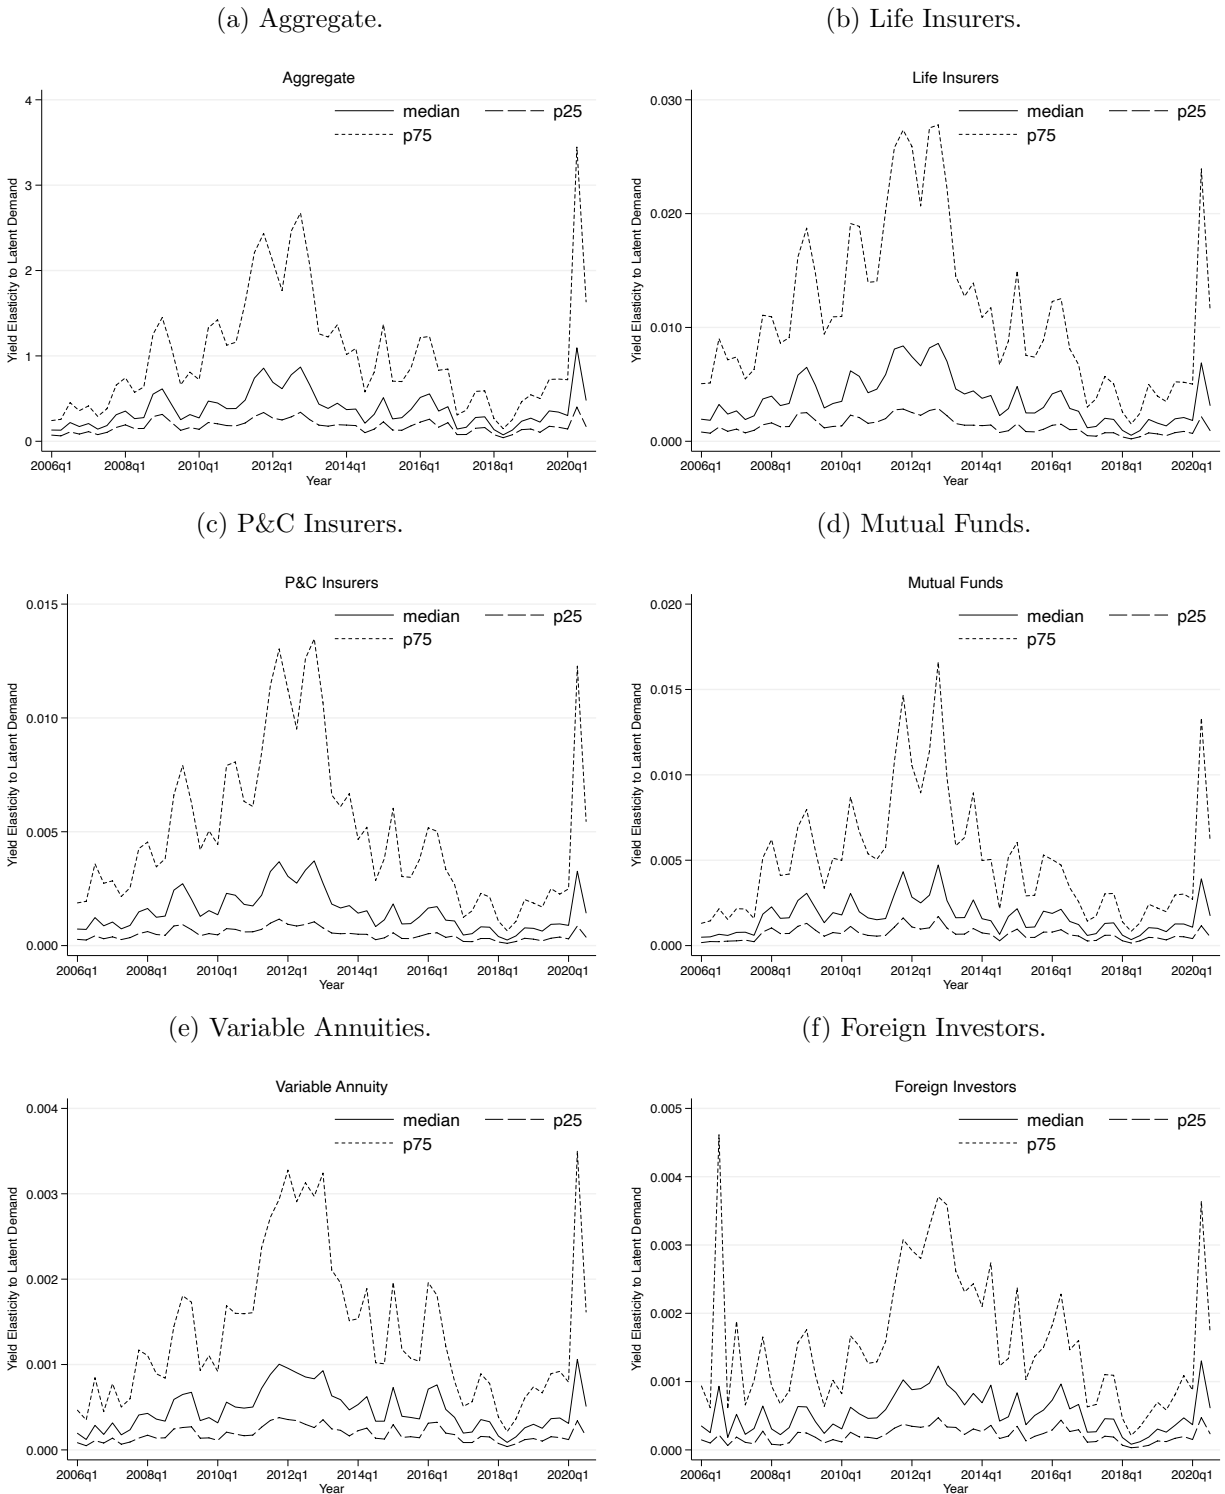 (a) Aggregate.
Aggregate
median
p25
p75
Yield Elasticity to Latent Demand
4
3
2
1
0
2006q1 2008q1 2010q1 2012q1 2014q1 2016q1 2018q1 2020q1
Year
(b) Life Insurers.
Life Insurers
median
p25
p75
Yield Elasticity to Latent Demand
0.030
0.020
0.010
0.000
2006q1 2008q1 2010q1 2012q1 2014q1 2016q1 2018q1 2020q1
Year
(c) P&C Insurers.
P&C Insurers
median
p25
p75
Yield Elasticity to Latent Demand
0.015
0.010
0.005
0.000
2006q1 2008q1 2010q1 2012q1 2014q1 2016q1 2018q1 2020q1
Year
(d) Mutual Funds.
Mutual Funds
median
p25
p75
Yield Elasticity to Latent Demand
0.020
0.015
0.010
0.005
0.000
2006q1 2008q1 2010q1 2012q1 2014q1 2016q1 2018q1 2020q1
Year
(e) Variable Annuities.
Variable Annuity
median
p25
p75
Yield Elasticity to Latent Demand
0.004
0.003
0.002
0.001
0.000
2006q1 2008q1 2010q1 2012q1 2014q1 2016q1 2018q1 2020q1
Year
(f) Foreign Investors.
Foreign Investors
median
p25
p75
Yield Elasticity to Latent Demand
0.005
0.004
0.003
0.002
0.001
0.000
2006q1 2008q1 2010q1 2012q1 2014q1 2016q1 2018q1 2020q1
Year